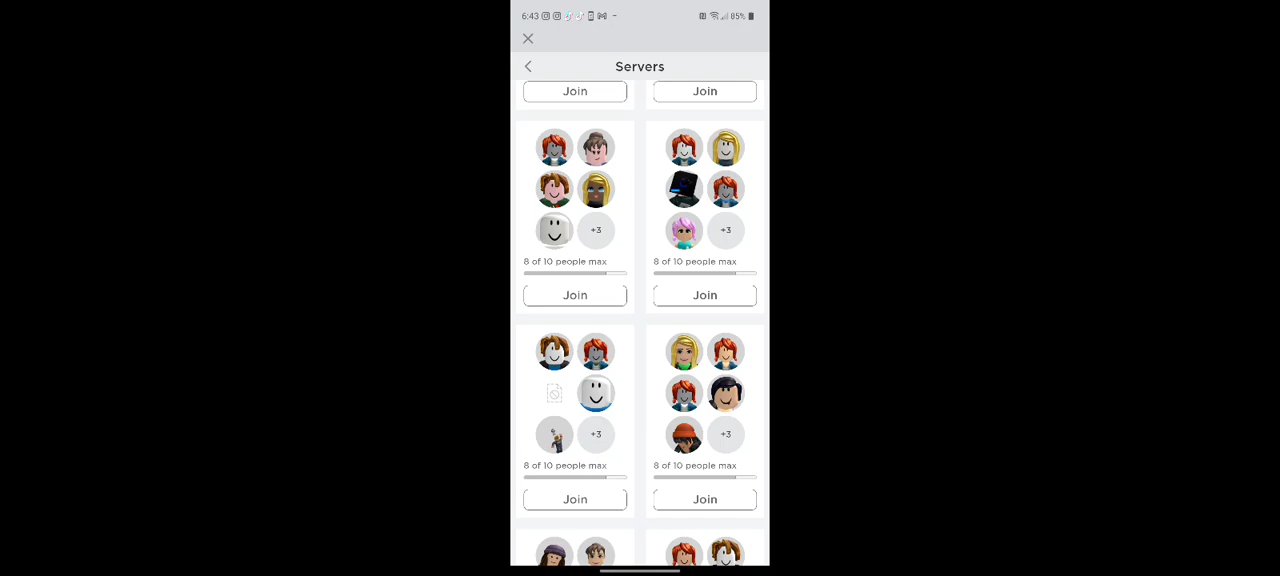 6:43 85%
Servers
Join Join
+3 +3
8 of 10 people max 8 of 10 people max
Join Join
+3 +3
8 of 10 people max 8 of 10 people max
Join Join